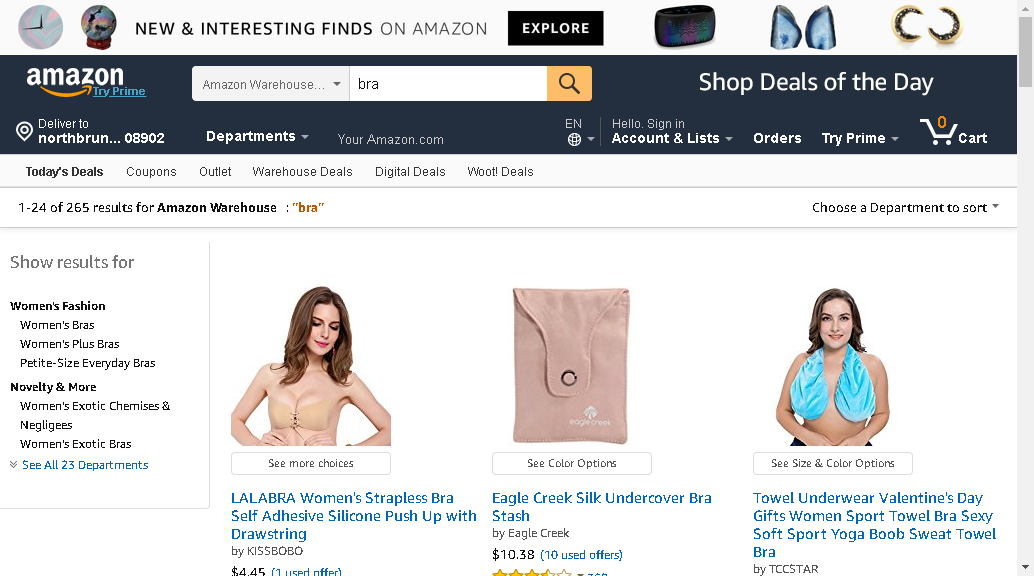 NEW & INTERESTING FINDS ON AMAZON EXPLORE
amazon
Try Prime
Amazon Warehouse...
bra
Shop Deals of the Day
Deliver to
northbrun... 08902
Departments
Your Amazon.com
EN
Hello. Sign in
Account & Lists
Orders
Try Prime
0
Cart
Today's Deals Coupons Outlet Warehouse Deals Digital Deals Woot! Deals
1-24 of 265 results for Amazon Warehouse : "bra"
Choose a Department to sort
Show results for
Women's Fashion
Women's Bras
Women's Plus Bras
Petite-Size Everyday Bras
Novelty & More
Women's Exotic Chemises &
Negligees
Women's Exotic Bras
See All 23 Departments
See more choices
LALABRA Women's Strapless Bra
Self Adhesive Silicone Push Up with
Drawstring
by KISSBOBO
$4.45 (1 used offer)
eagle creek
See Color Options
Eagle Creek Silk Undercover Bra
Stash
by Eagle Creek
$10.38 (10 used offers)
See Size & Color Options
Towel Underwear Valentine's Day
Gifts Women Sport Towel Bra Sexy
Soft Sport Yoga Boob Sweat Towel
Bra
by TCCSTAR